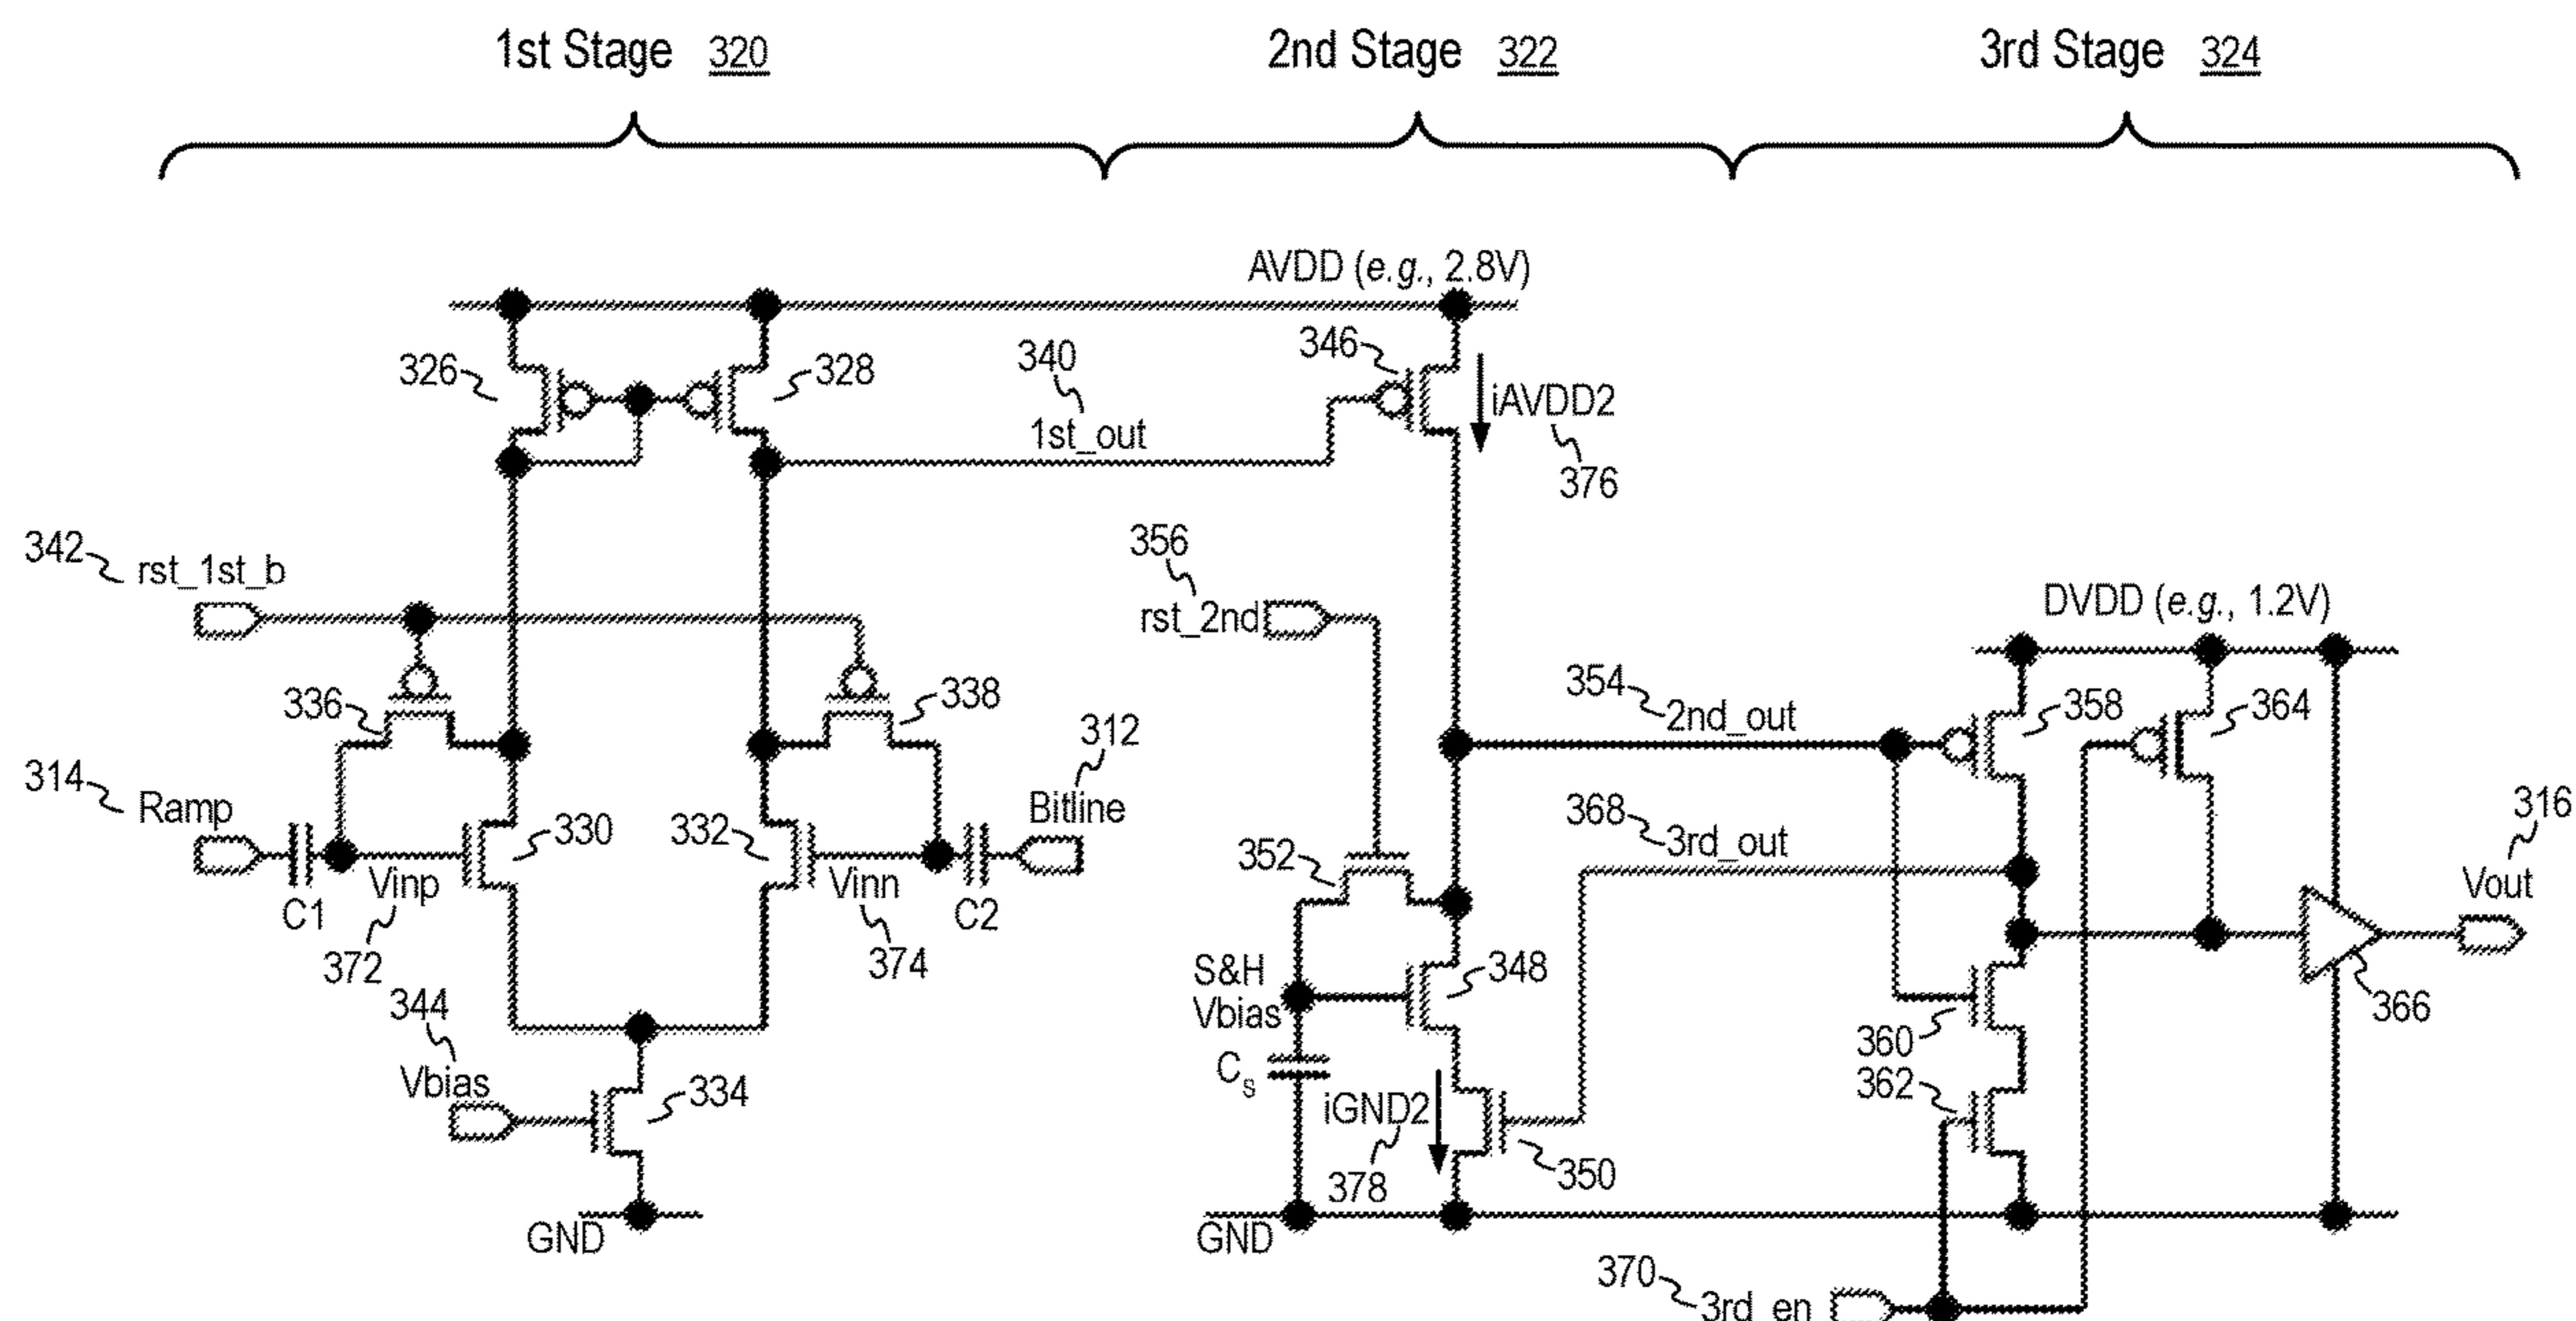 1st Stage 320
2nd Stage 322
3rd Stage 324
AVDD (e.g., 2.8V)
326
328
340
1st_out
346
iAVDD2
376
342
rst_1st_b
356
rst_2nd
DVDD (e.g., 1.2V)
336
338
312
354
2nd_out
358
364
314
Ramp
330
332
Bitline
368
3rd_out
316
Vout
C1
Vinp
372
Vinn
374
C2
352
S&H
Vbias
348
360
366
344
Vbias
334
Cs
iGND2
378
350
362
GND
GND
370
3rd_en